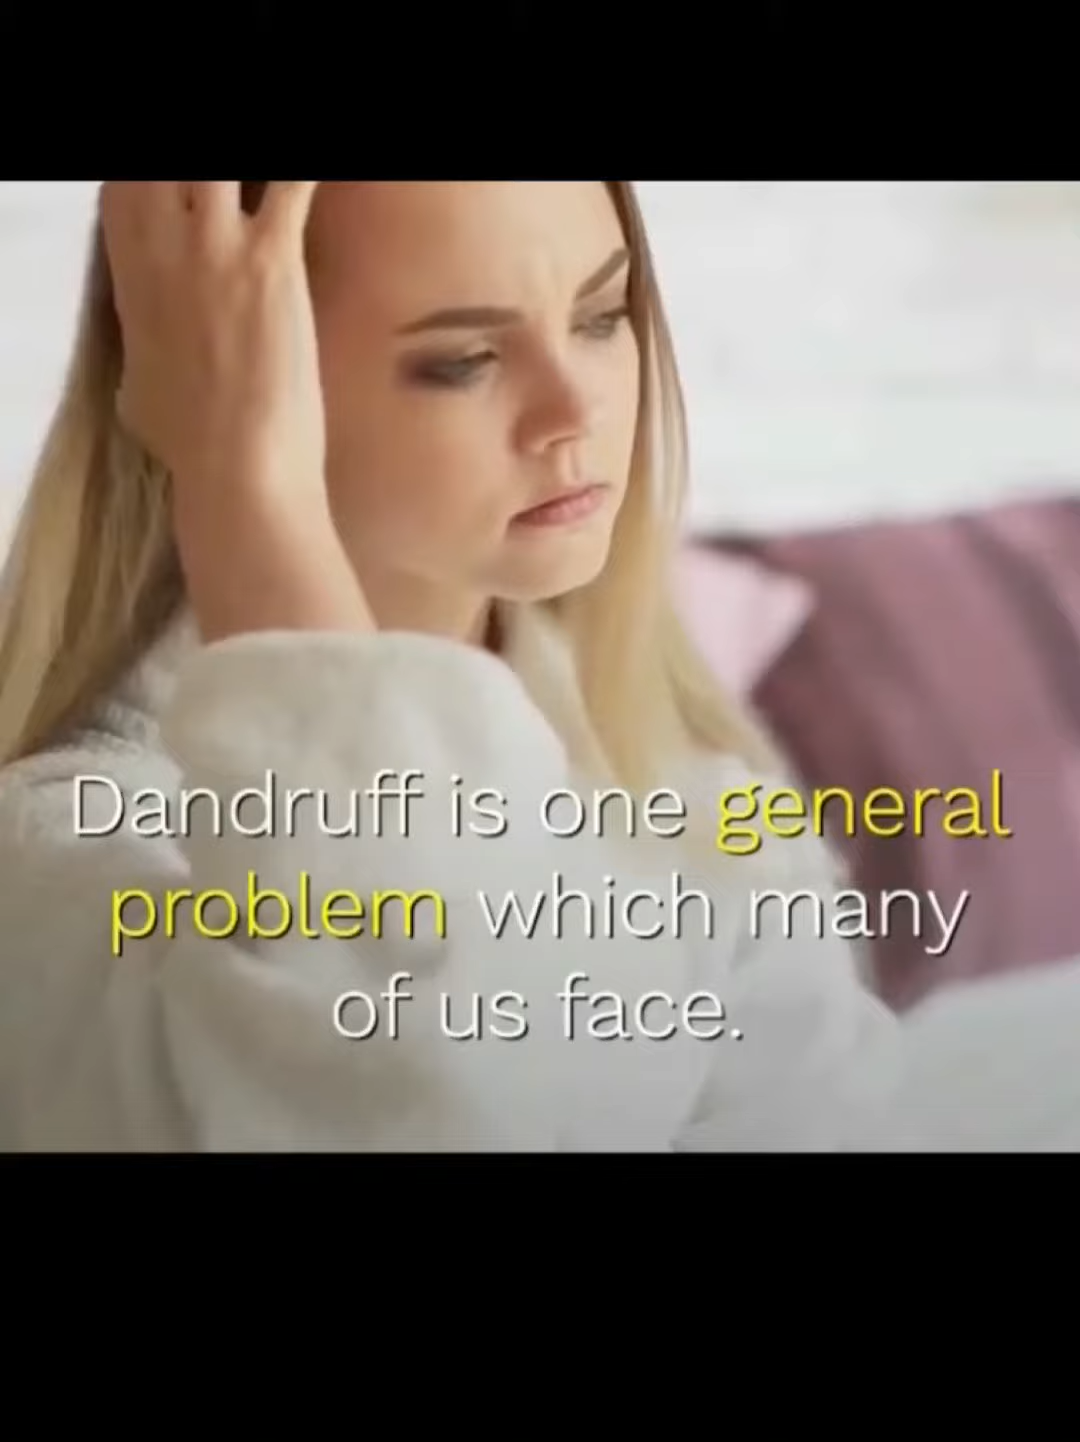 Dandruff is one general
problem which many
of us face.